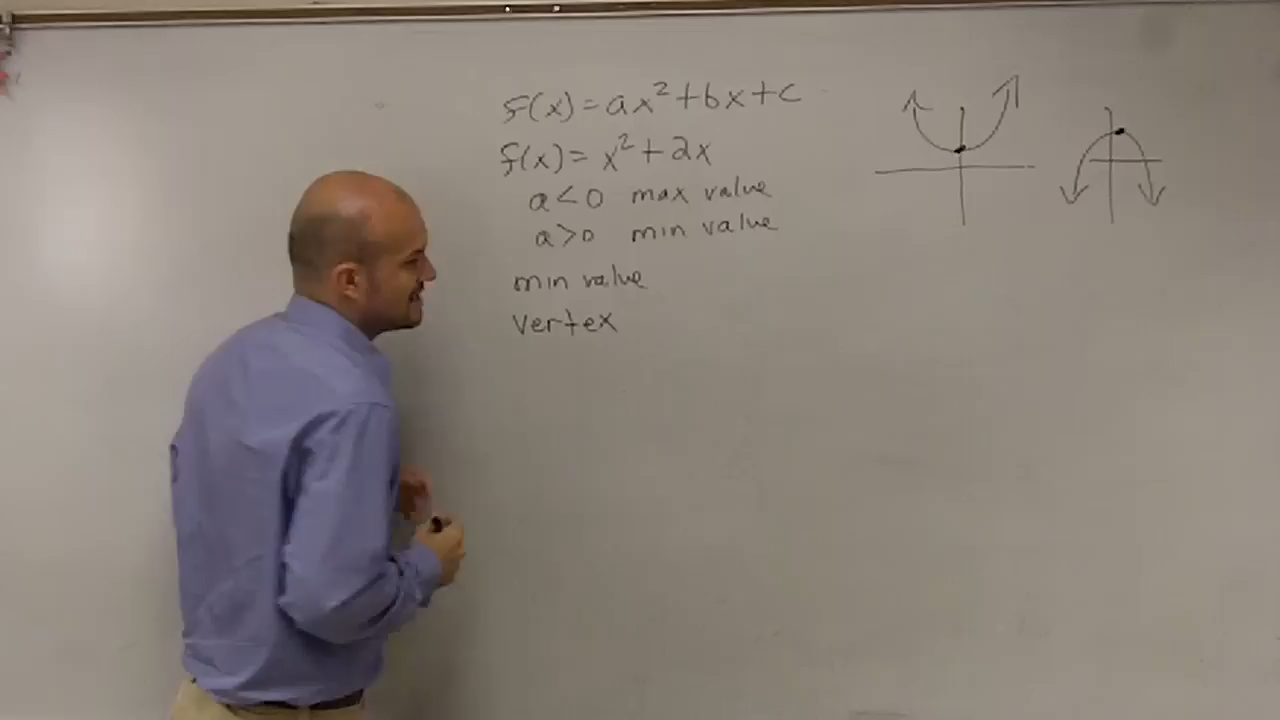 f(x) = ax² + bx + c
f(x) = x² + 2x
a < 0 max value
a > 0 min value
min value
vertex